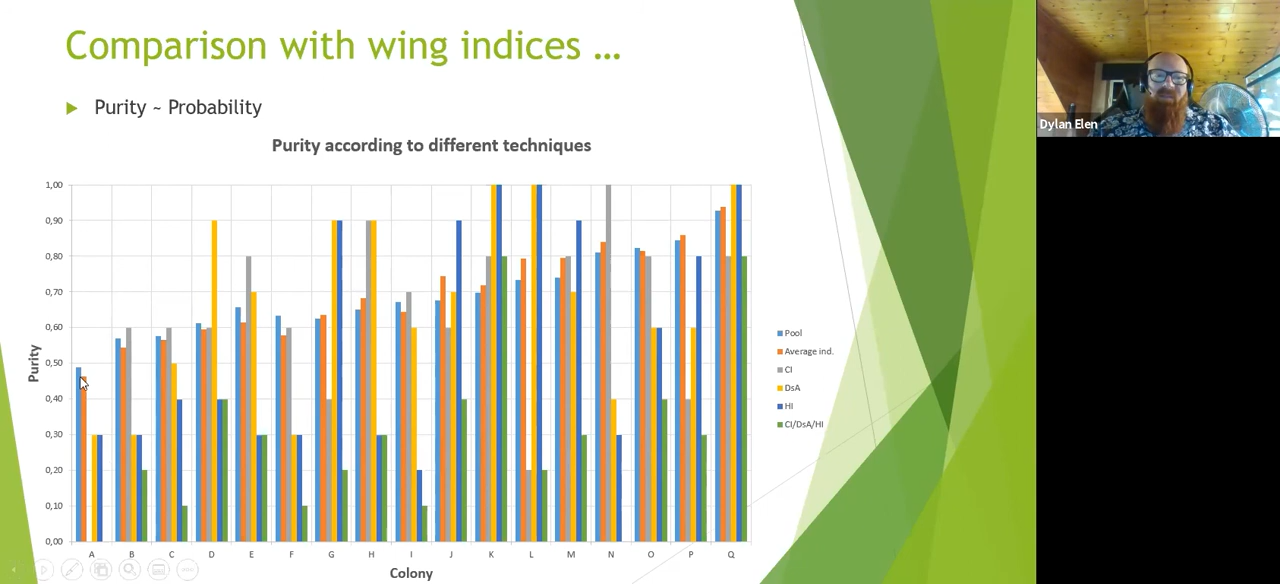 Comparison with wing indices …
Purity ~ Probability
Dylan Elen
Purity according to different techniques
1,00
0,90
0,80
0,70
0,60
0,50
0,40
0,30
0,20
0,10
0,00
Purity
A B C D E F G H I J K L M N O P Q
Colony
Pool
Average ind.
CI
DsA
HI
CI/DsA/HI